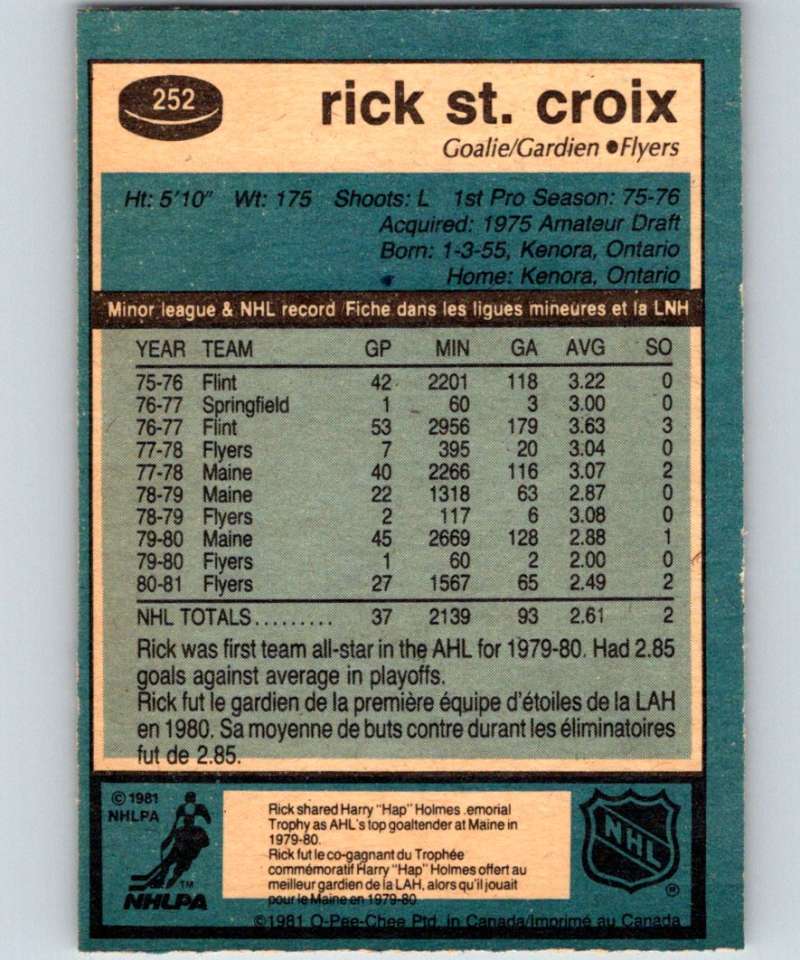 252
rick st. croix
Goalie/Gardien ●Flyers
Ht: 5'10" Wt: 175 Shoots: L 1st Pro Season: 75-76
Acquired: 1975 Amateur Draft
Born: 1-3-55, Kenora, Ontario
Home: Kenora, Ontario
Minor league & NHL record Fiche dans les ligues mineures et la LNH
YEAR TEAM GP MIN GA AVG SO
75-76 Flint 42 2201 118 3.22 0
76-77 Springfield 1 60 3 3.00 0
76-77 Flint 53 2956 179 3.63 3
77-78 Flyers 7 395 20 3.04 0
77-78 Maine 40 2266 116 3.07 2
78-79 Maine 22 1318 63 2.87 0
78-79 Flyers 2 117 6 3.08 0
79-80 Maine 45 2669 128 2.88 1
79-80 Flyers 1 60 2 2.00 0
80-81 Flyers 27 1567 65 2.49 2
NHL TOTALS......... 37 2139 93 2.61 2
Rick was first team all-star in the AHL for 1979-80. Had 2.85
goals against average in playoffs.
Rick fut le gardien de la première équipe d'étoiles de la LAH
en 1980. Sa moyenne de buts contre durant les éliminatoires
fut de 2.85.
©1981
NHLPA
TM
NHLPA
Rick shared Harry "Hap" Holmes .emorial
Trophy as AHL's top goaltender at Maine in
1979-80.
Rick fut le co-gagnant du Trophée
commémoratif Harry "Hap" Holmes offert au
meilleur gardien de la LAH, alors qu'il jouait
pour le Maine en 1979-80.
NHL
®
©1981 O-Pee-Chee Ptd. in Canada/Imprimé au Canada